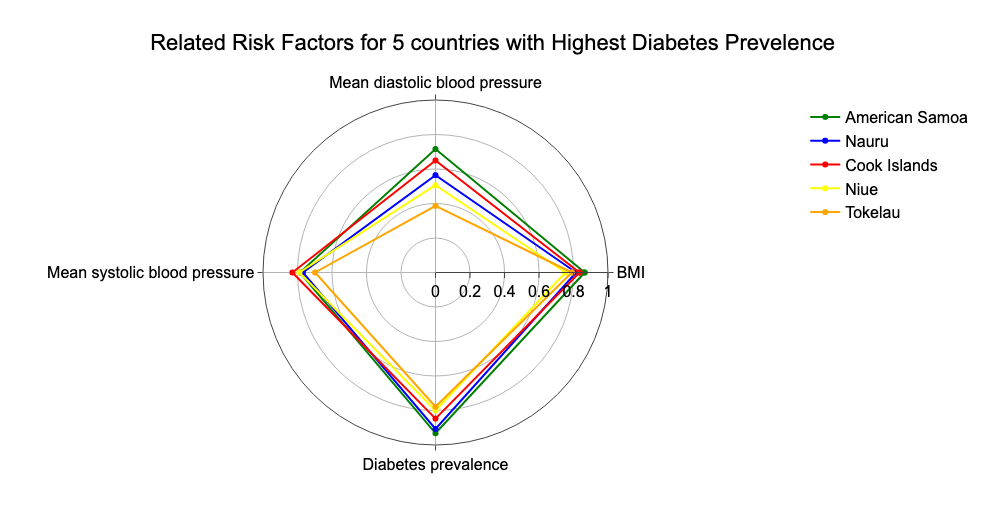 Related Risk Factors for 5 countries with Highest Diabetes Prevelence
Mean diastolic blood pressure
American Samoa
Nauru
Cook Islands
Niue
Tokelau
Mean systolic blood pressure
BMI
0 0.2 0.4 0.6 0.8 1
Diabetes prevalence